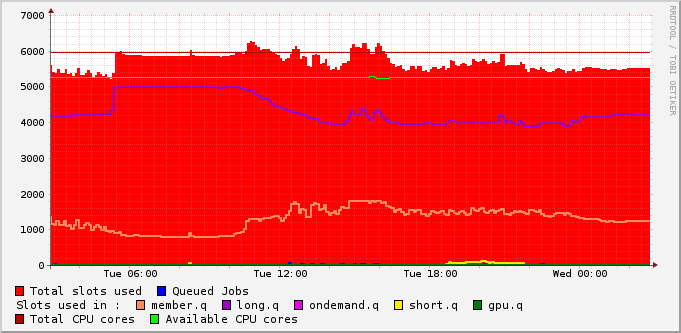 7000
6000
5000
4000
3000
2000
1000
0
Tue 06:00 Tue 12:00 Tue 18:00 Wed 00:00
Total slots used Queued Jobs
Slots used in : member.q long.q ondemand.q short.q gpu.q
Total CPU cores Available CPU cores
RRDTOOL / TOBI OETIKER